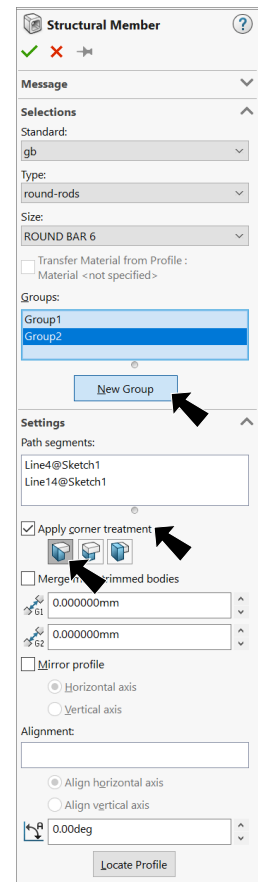 Structural Member
?
Message
Selections
Standard:
gb
Type:
round-rods
Size:
ROUND BAR 6
Transfer Material from Profile :
Material <not specified>
Groups:
Group1
Group2
New Group
Settings
Path segments:
Line4@Sketch1
Line14@Sketch1
Apply corner treatment
Merge trimmed bodies
G1 0.000000mm
G2 0.000000mm
Mirror profile
Horizontal axis
Vertical axis
Alignment:
Align horizontal axis
Align vertical axis
0.00deg
Locate Profile